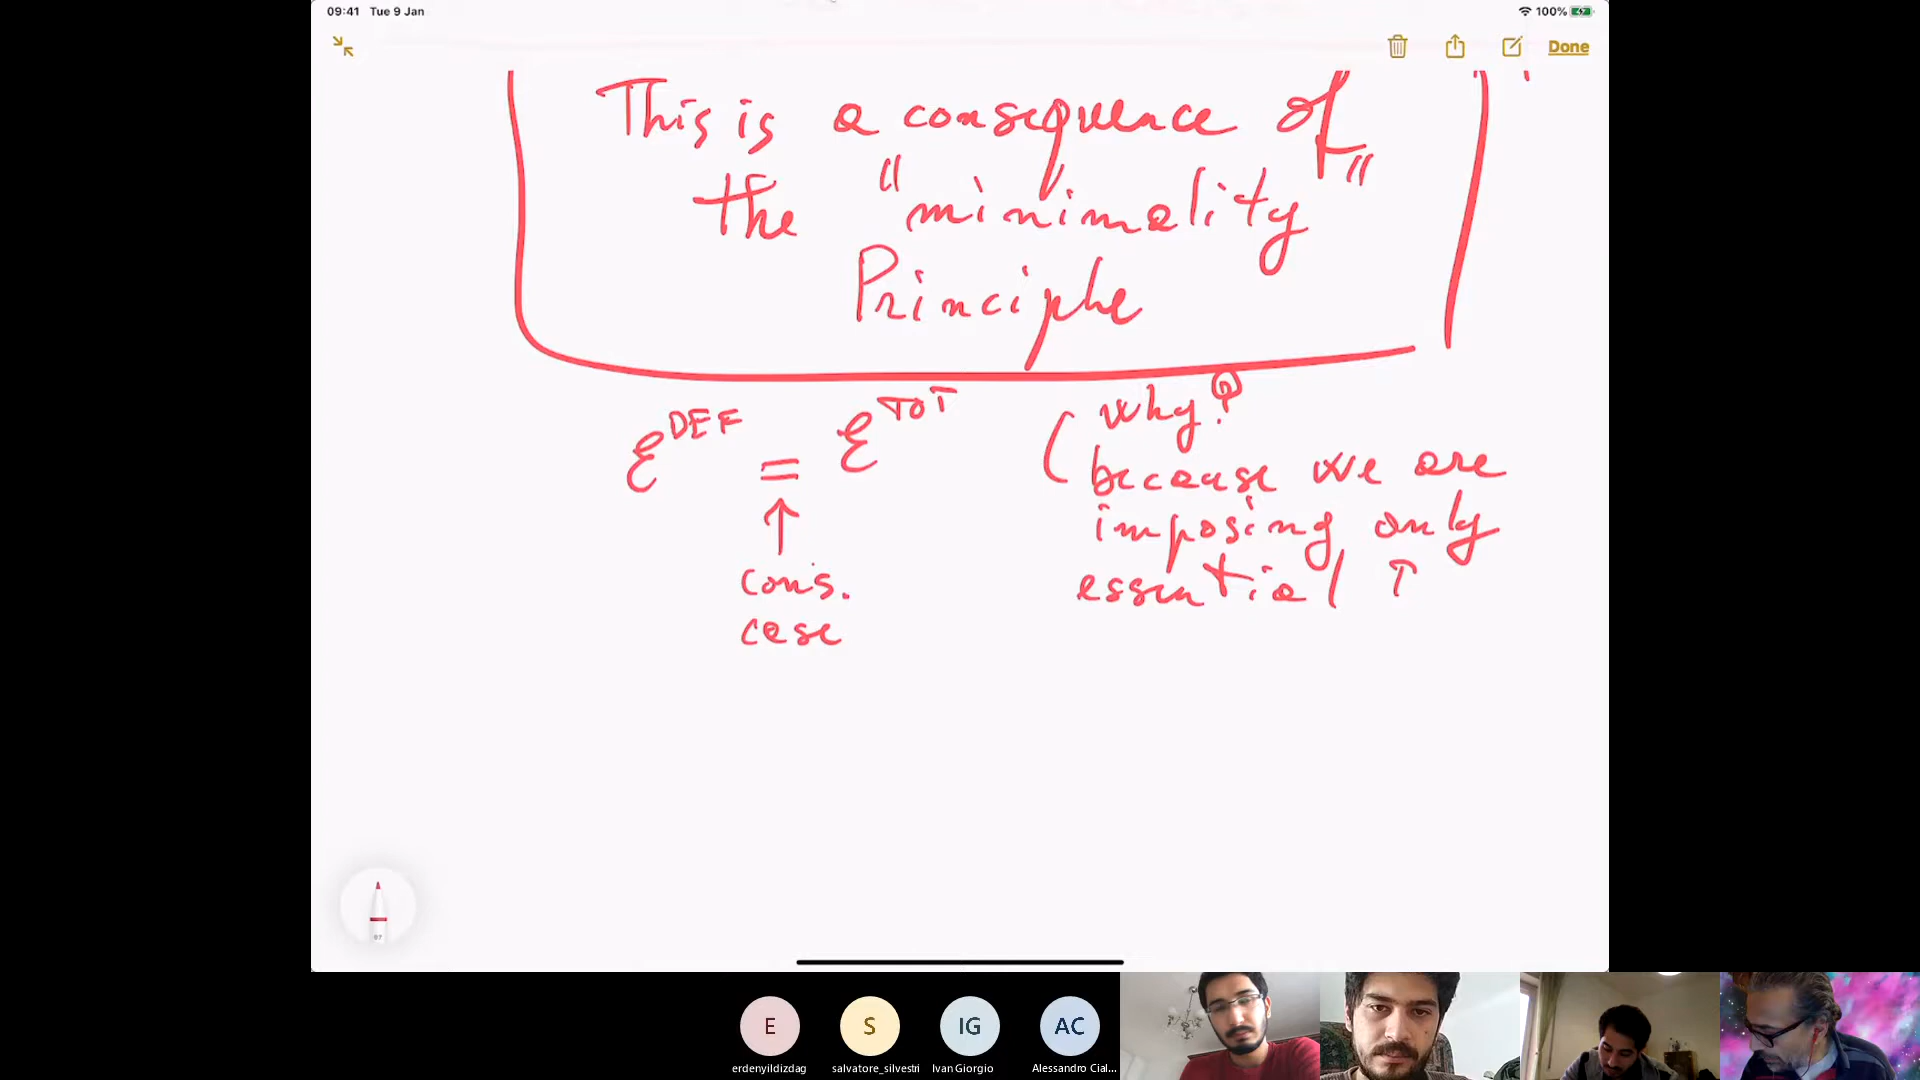 09:41 Tue 9 Jan
100%
Done
This is a consequence of
the "minimality"
Principle
ε^DEF = ε^TOT
(why?
because we are
imposing only
essential ↑
↑
cons.
case
97
E
S
IG
AC
erdenyildizdag
salvatore_silvestri
Ivan Giorgio
Alessandro Cial...